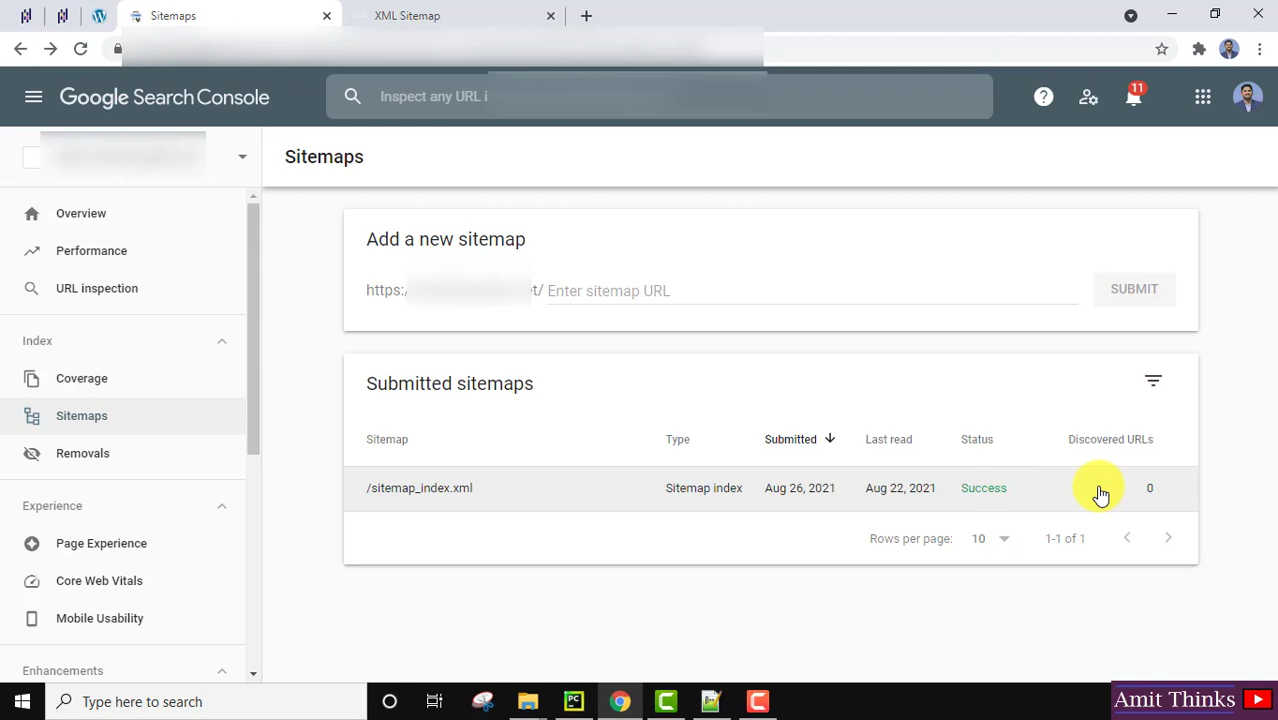 Sitemaps
XML Sitemap
Google Search Console
Inspect any URL i
11
Overview
Performance
URL inspection
Index
Coverage
Sitemaps
Removals
Experience
Page Experience
Core Web Vitals
Mobile Usability
Enhancements
Sitemaps
Add a new sitemap
https:/ et/ Enter sitemap URL
SUBMIT
Submitted sitemaps
Sitemap Type Submitted Last read Status Discovered URLs
/sitemap_index.xml Sitemap index Aug 26, 2021 Aug 22, 2021 Success 0
Rows per page: 10 1-1 of 1
Type here to search
PC
Amit Thinks